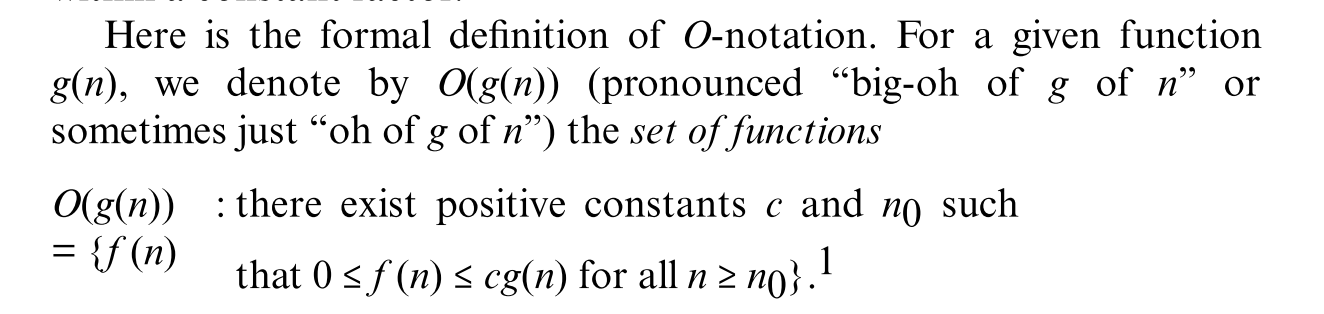 Here is the formal definition of O-notation. For a given function
g(n), we denote by O(g(n)) (pronounced “big-oh of g of n” or
sometimes just “oh of g of n”) the set of functions
O(g(n)) : there exist positive constants c and n0 such
= {f (n)
that 0 ≤ f (n) ≤ cg(n) for all n ≥ n0}.1